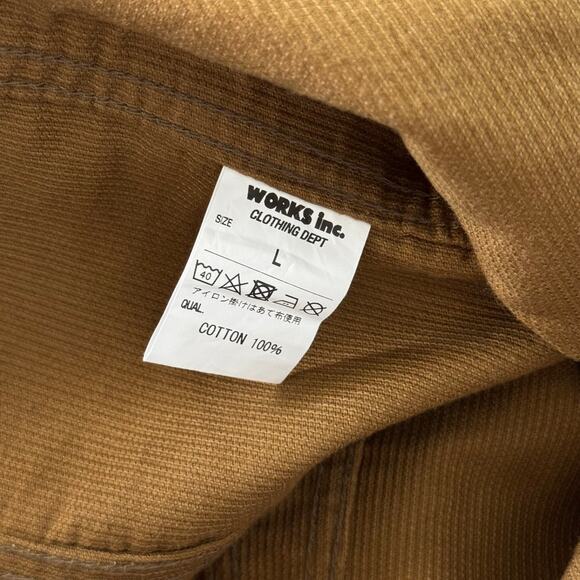 WORKS inc.
CLOTHING DEPT
SIZE
L
40
アイロン掛けはあて布使用
QUAL.
COTTON 100%